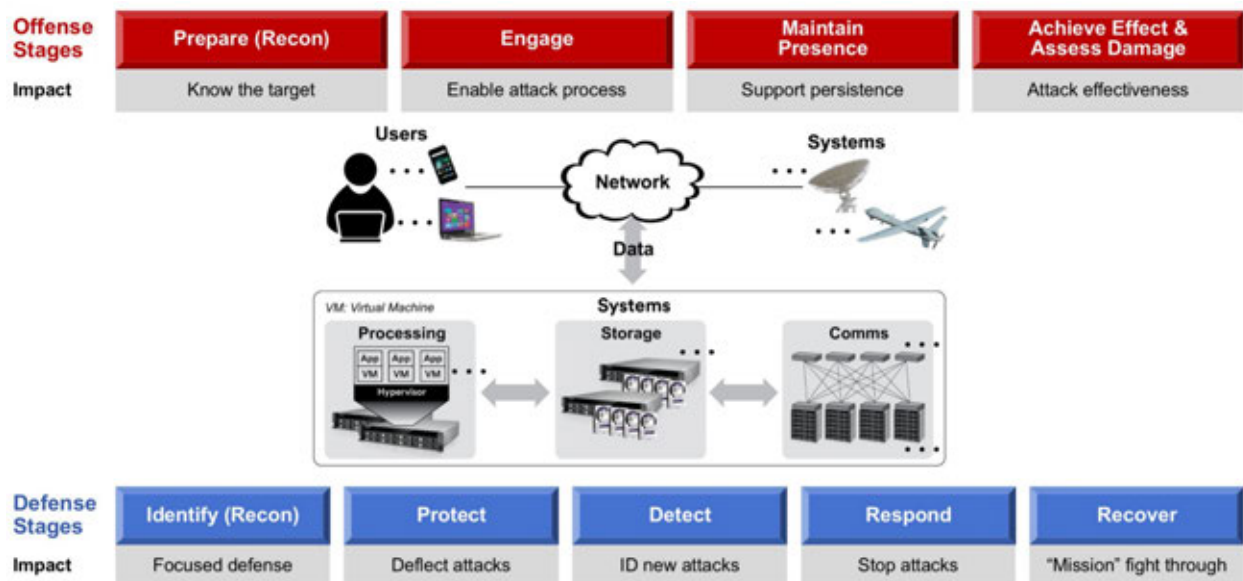 Offense
Stages
Prepare (Recon)
Engage
Maintain
Presence
Achieve Effect &
Assess Damage
Impact
Know the target
Enable attack process
Support persistence
Attack effectiveness
Users
Network
Systems
Data
VM: Virtual Machine
Systems
Processing
Storage
Comms
App App App
VM VM VM
Hypervisor
Defense
Stages
Identify (Recon)
Protect
Detect
Respond
Recover
Impact
Focused defense
Deflect attacks
ID new attacks
Stop attacks
“Mission” fight through